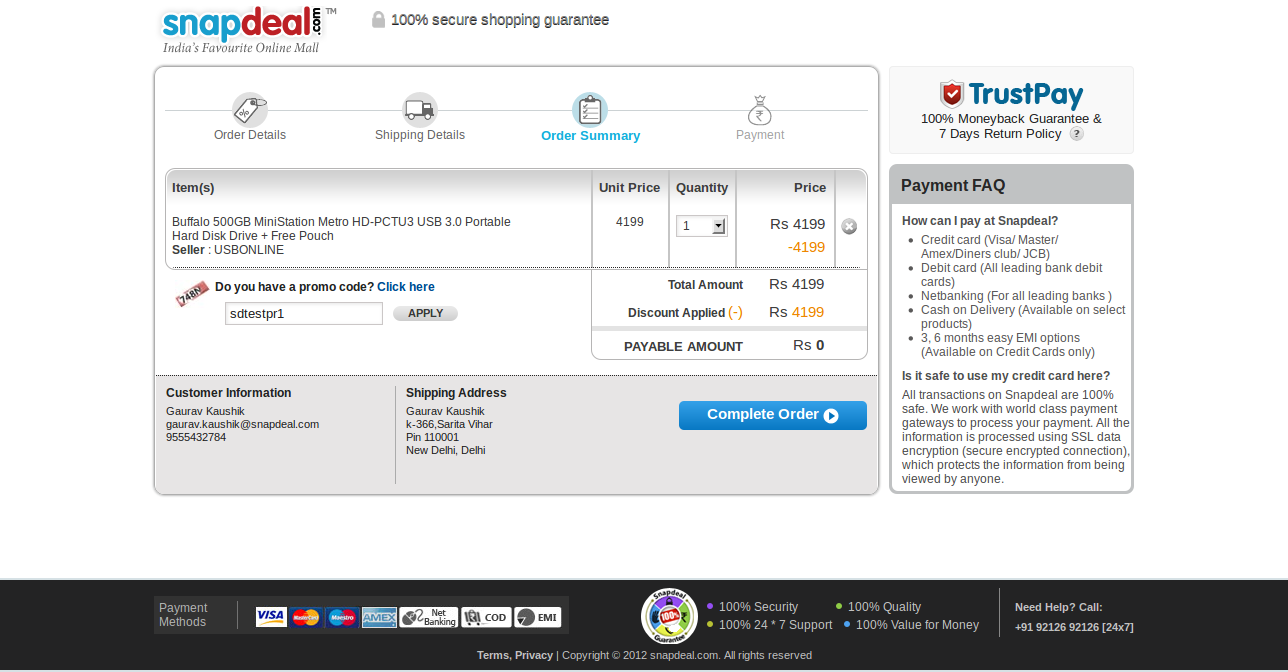 snapdeal.com™
India's Favourite Online Mall
100% secure shopping guarantee
Order Details
Shipping Details
Order Summary
Payment
Item(s) Unit Price Quantity Price
Buffalo 500GB MiniStation Metro HD-PCTU3 USB 3.0 Portable
Hard Disk Drive + Free Pouch
Seller : USBONLINE
4199
1
Rs 4199
-4199
748N
Do you have a promo code? Click here
sdtestpr1
APPLY
Total Amount Rs 4199
Discount Applied (-) Rs 4199
PAYABLE AMOUNT Rs 0
Customer Information
Gaurav Kaushik
gaurav.kaushik@snapdeal.com
9555432784
Shipping Address
Gaurav Kaushik
k-366,Sarita Vihar
Pin 110001
New Delhi, Delhi
Complete Order
TrustPay
100% Moneyback Guarantee &
7 Days Return Policy ?
Payment FAQ
How can I pay at Snapdeal?
• Credit card (Visa/ Master/
Amex/Diners club/ JCB)
• Debit card (All leading bank debit
cards)
• Netbanking (For all leading banks )
• Cash on Delivery (Available on select
products)
• 3, 6 months easy EMI options
(Available on Credit Cards only)
Is it safe to use my credit card here?
All transactions on Snapdeal are 100%
safe. We work with world class payment
gateways to process your payment. All the
information is processed using SSL data
encryption (secure encrypted connection),
which protects the information from being
viewed by anyone.
Payment
Methods
VISA
MasterCard
Maestro
AMEX
Net
Banking
COD
EMI
Snapdeal
100%
Guarantee
• 100% Security
• 100% Quality
• 100% 24 * 7 Support
• 100% Value for Money
Need Help? Call:
+91 92126 92126 [24x7]
Terms, Privacy | Copyright © 2012 snapdeal.com. All rights reserved